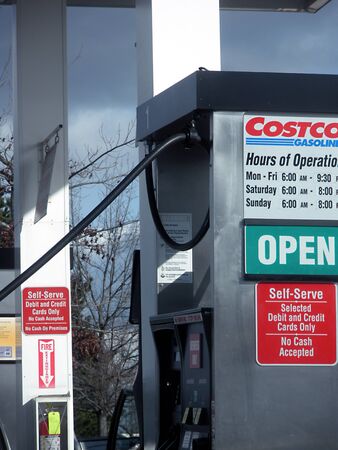 COSTCO
GASOLINE
Hours of Operation
Mon - Fri 6:00 AM - 9:30
Saturday 6:00 AM - 8:00
Sunday 6:00 AM - 8:00
OPEN
Self-Serve
Selected
Debit and Credit
Cards Only
No Cash
Accepted
Self-Serve
Debit and Credit
Cards Only
No Cash Accepted
No Cash On Premises
FIRE